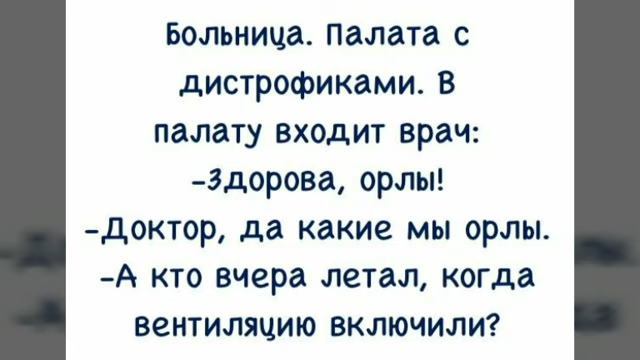 Больница. Палата с
дистрофиками. В
палату входит врач:
-Здорова, орлы!
-Доктор, да какие мы орлы.
-А кто вчера летал, когда
вентиляцию включили?